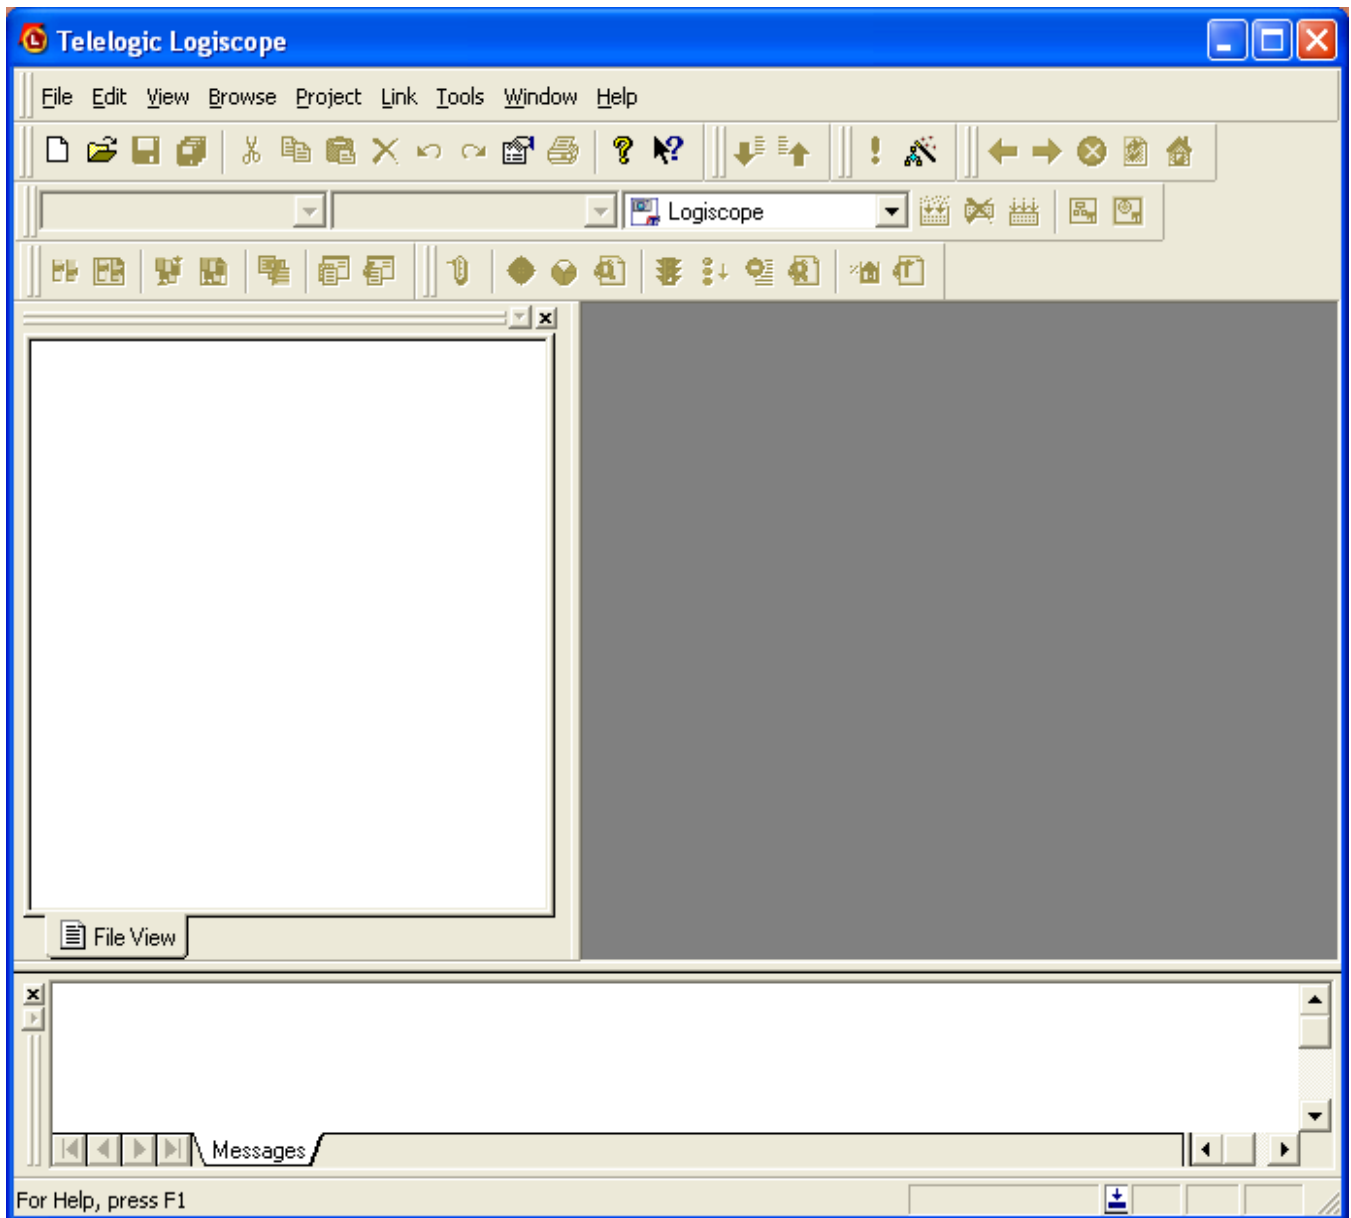 Telelogic Logiscope
File Edit View Browse Project Link Tools Window Help
Logiscope
File View
Messages
For Help, press F1